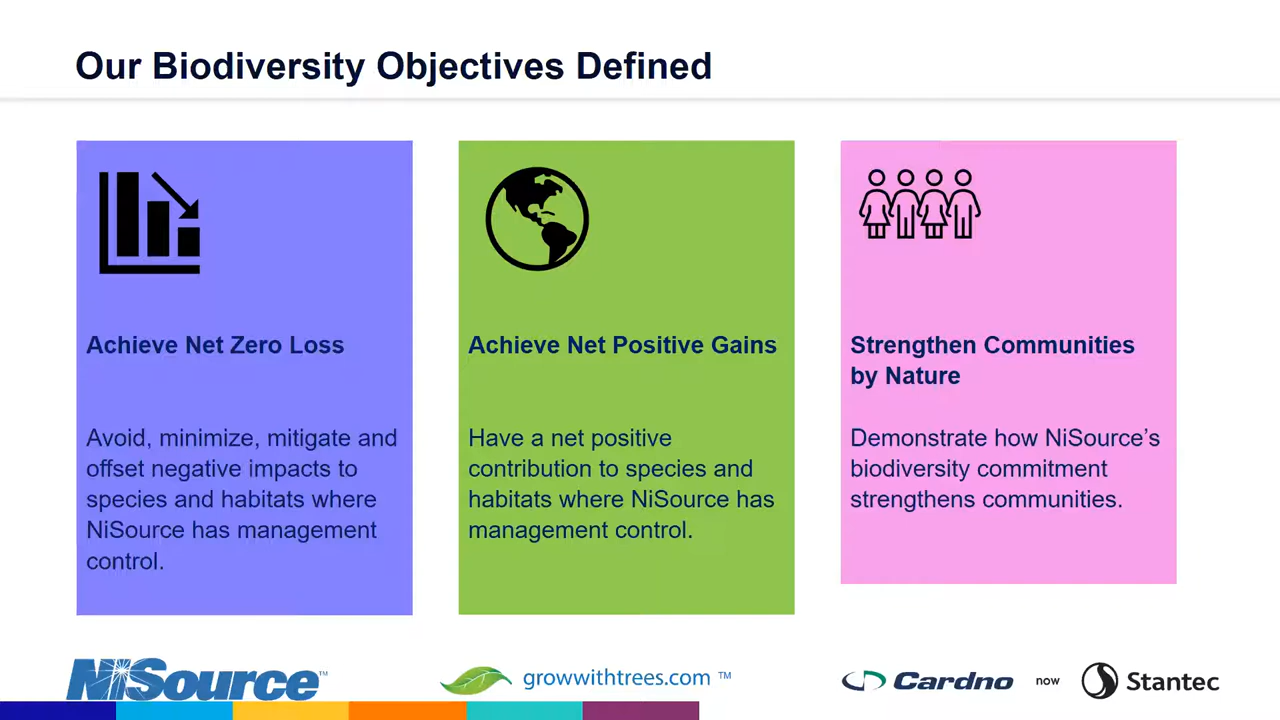 Our Biodiversity Objectives Defined
Achieve Net Zero Loss
Avoid, minimize, mitigate and
offset negative impacts to
species and habitats where
NiSource has management
control.
Achieve Net Positive Gains
Have a net positive
contribution to species and
habitats where NiSource has
management control.
Strengthen Communities
by Nature
Demonstrate how NiSource’s
biodiversity commitment
strengthens communities.
NiSource™
growwithtrees.com ™
Cardno now Stantec